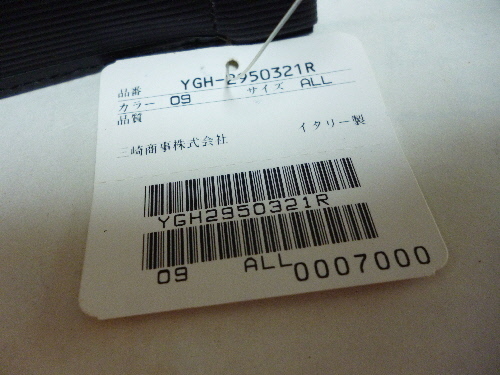 品番 YGH-2950321R
カラー 09 サイズ ALL
品質
三崎商事株式会社 イタリー製
YGH2950321R
09 ALL 0007000